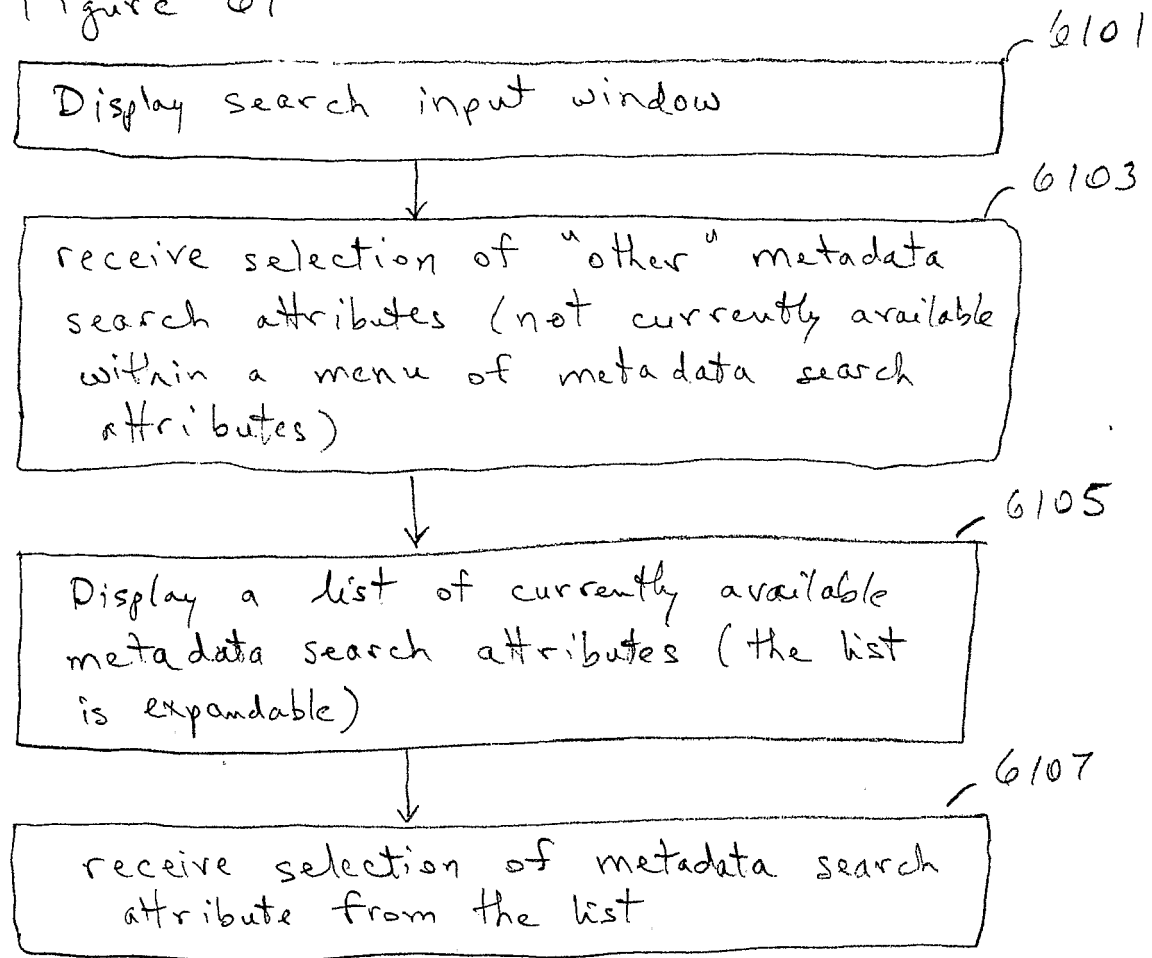 Figure 61
6101
Display search input window
6103
receive selection of "other" metadata
search attributes (not currently available
within a menu of metadata search
attributes)
6105
Display a list of currently available
metadata search attributes (the list
is expandable)
6107
receive selection of metadata search
attribute from the list